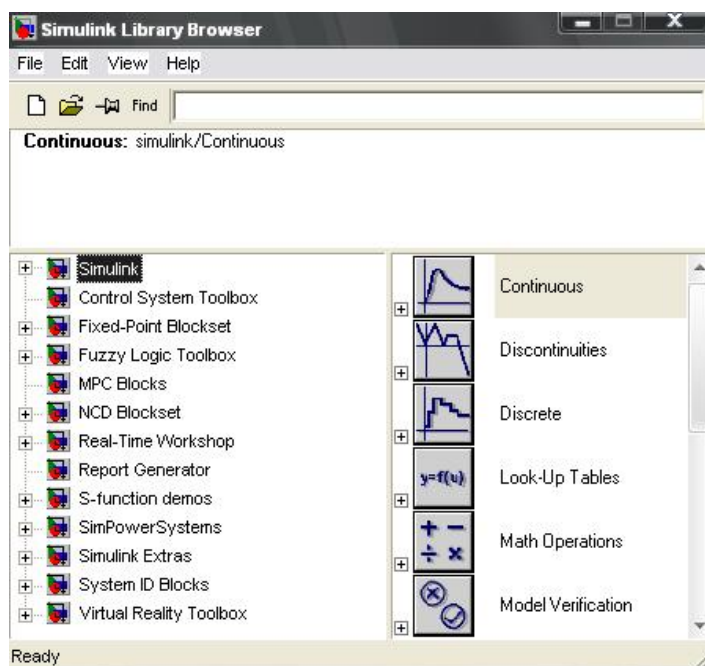 Simulink Library Browser
File Edit View Help
Find
Continuous: simulink/Continuous
Simulink
Control System Toolbox
Fixed-Point Blockset
Fuzzy Logic Toolbox
MPC Blocks
NCD Blockset
Real-Time Workshop
Report Generator
S-function demos
SimPowerSystems
Simulink Extras
System ID Blocks
Virtual Reality Toolbox
Continuous
Discontinuities
Discrete
y=f(u)
Look-Up Tables
Math Operations
Model Verification
Ready